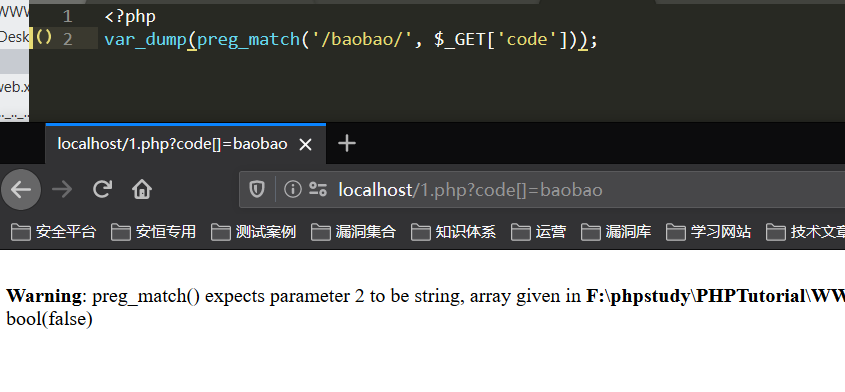 WWV
1 <?php
Desk () 2 var_dump(preg_match('/baobao/', $_GET['code']));
web.x
localhost/1.php?code[]=baobao × +
localhost/1.php?code[]=baobao
安全平台 安恒专用 测试案例 漏洞集合 知识体系 运营 漏洞库 学习网站 技术文章
Warning: preg_match() expects parameter 2 to be string, array given in F:\phpstudy\PHPTutorial\WW
bool(false)